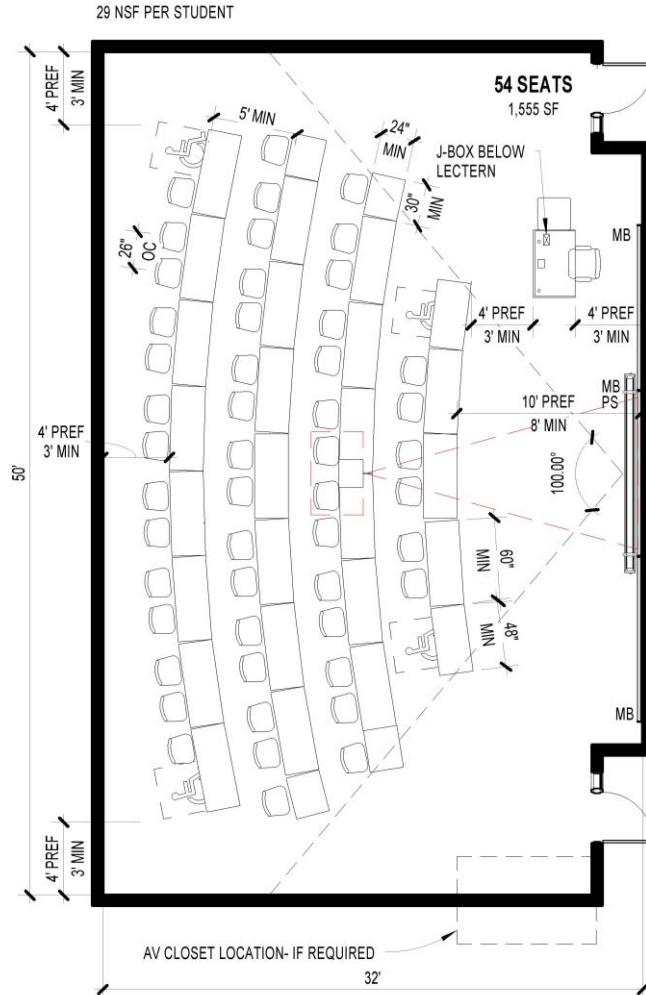 29 NSF PER STUDENT
4' PREF
3' MIN
5' MIN
24"
MIN
54 SEATS
1,555 SF
J-BOX BELOW
LECTERN
30"
MIN
26"
OC
MB
4' PREF
3' MIN
4' PREF
3' MIN
MB
PS
10' PREF
8' MIN
4' PREF
3' MIN
100.00°
50'
60"
MIN
48"
MIN
MB
4' PREF
3' MIN
AV CLOSET LOCATION- IF REQUIRED
32'